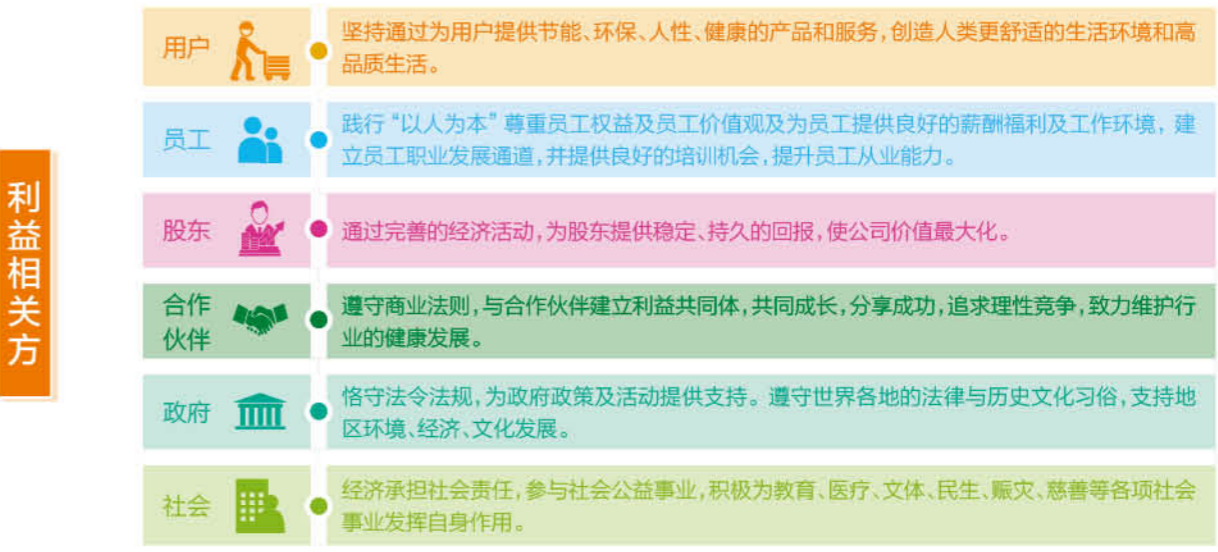 利益相关方
用户
坚持通过为用户提供节能、环保、人性、健康的产品和服务，创造人类更舒适的生活环境和高
品质生活。
员工
践行“以人为本”尊重员工权益及员工价值观及为员工提供良好的薪酬福利及工作环境，建
立员工职业发展通道，并提供良好的培训机会，提升员工从业能力。
股东
通过完善的经济活动，为股东提供稳定、持久的回报，使公司价值最大化。
合作
伙伴
遵守商业法则，与合作伙伴建立利益共同体，共同成长，分享成功，追求理性竞争，致力维护行
业的健康发展。
政府
恪守法令法规，为政府政策及活动提供支持。遵守世界各地的法律与历史文化习俗，支持地
区环境、经济、文化发展。
社会
经济承担社会责任，参与社会公益事业，积极为教育、医疗、文体、民生、赈灾、慈善等各项社会
事业发挥自身作用。